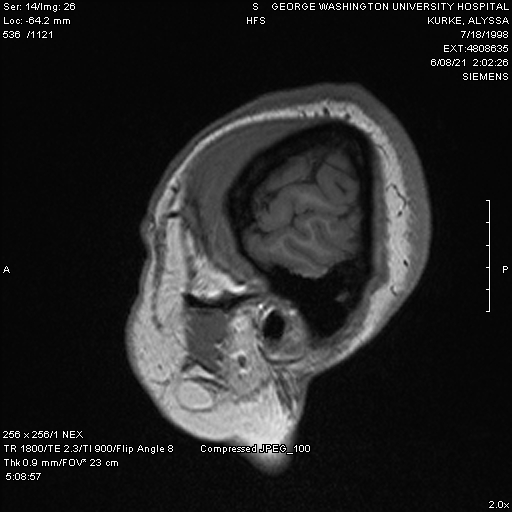 Ser: 14/Img: 26
Loc: -64.2 mm
536 /1121
S GEORGE WASHINGTON UNIVERSITY HOSPITAL
HFS KURKE, ALYSSA
7/18/1998
EXT:4808635
6/08/21 2:02:26
SIEMENS
A
P
256 x 256/1 NEX
TR 1800/TE 2.3/TI 900/Flip Angle 8
Compressed JPEG_100
Thk 0.9 mm/FOV* 23 cm
5:08:57
2.0x